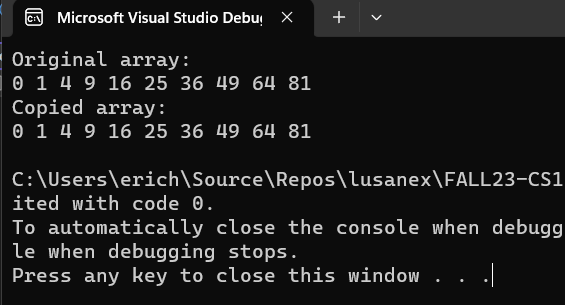 Microsoft Visual Studio Debu
Original array:
0 1 4 9 16 25 36 49 64 81
Copied array:
0 1 4 9 16 25 36 49 64 81
C:\Users\erich\Source\Repos\lusanex\FALL23-CS1
ited with code 0.
To automatically close the console when debugg
le when debugging stops.
Press any key to close this window . . .